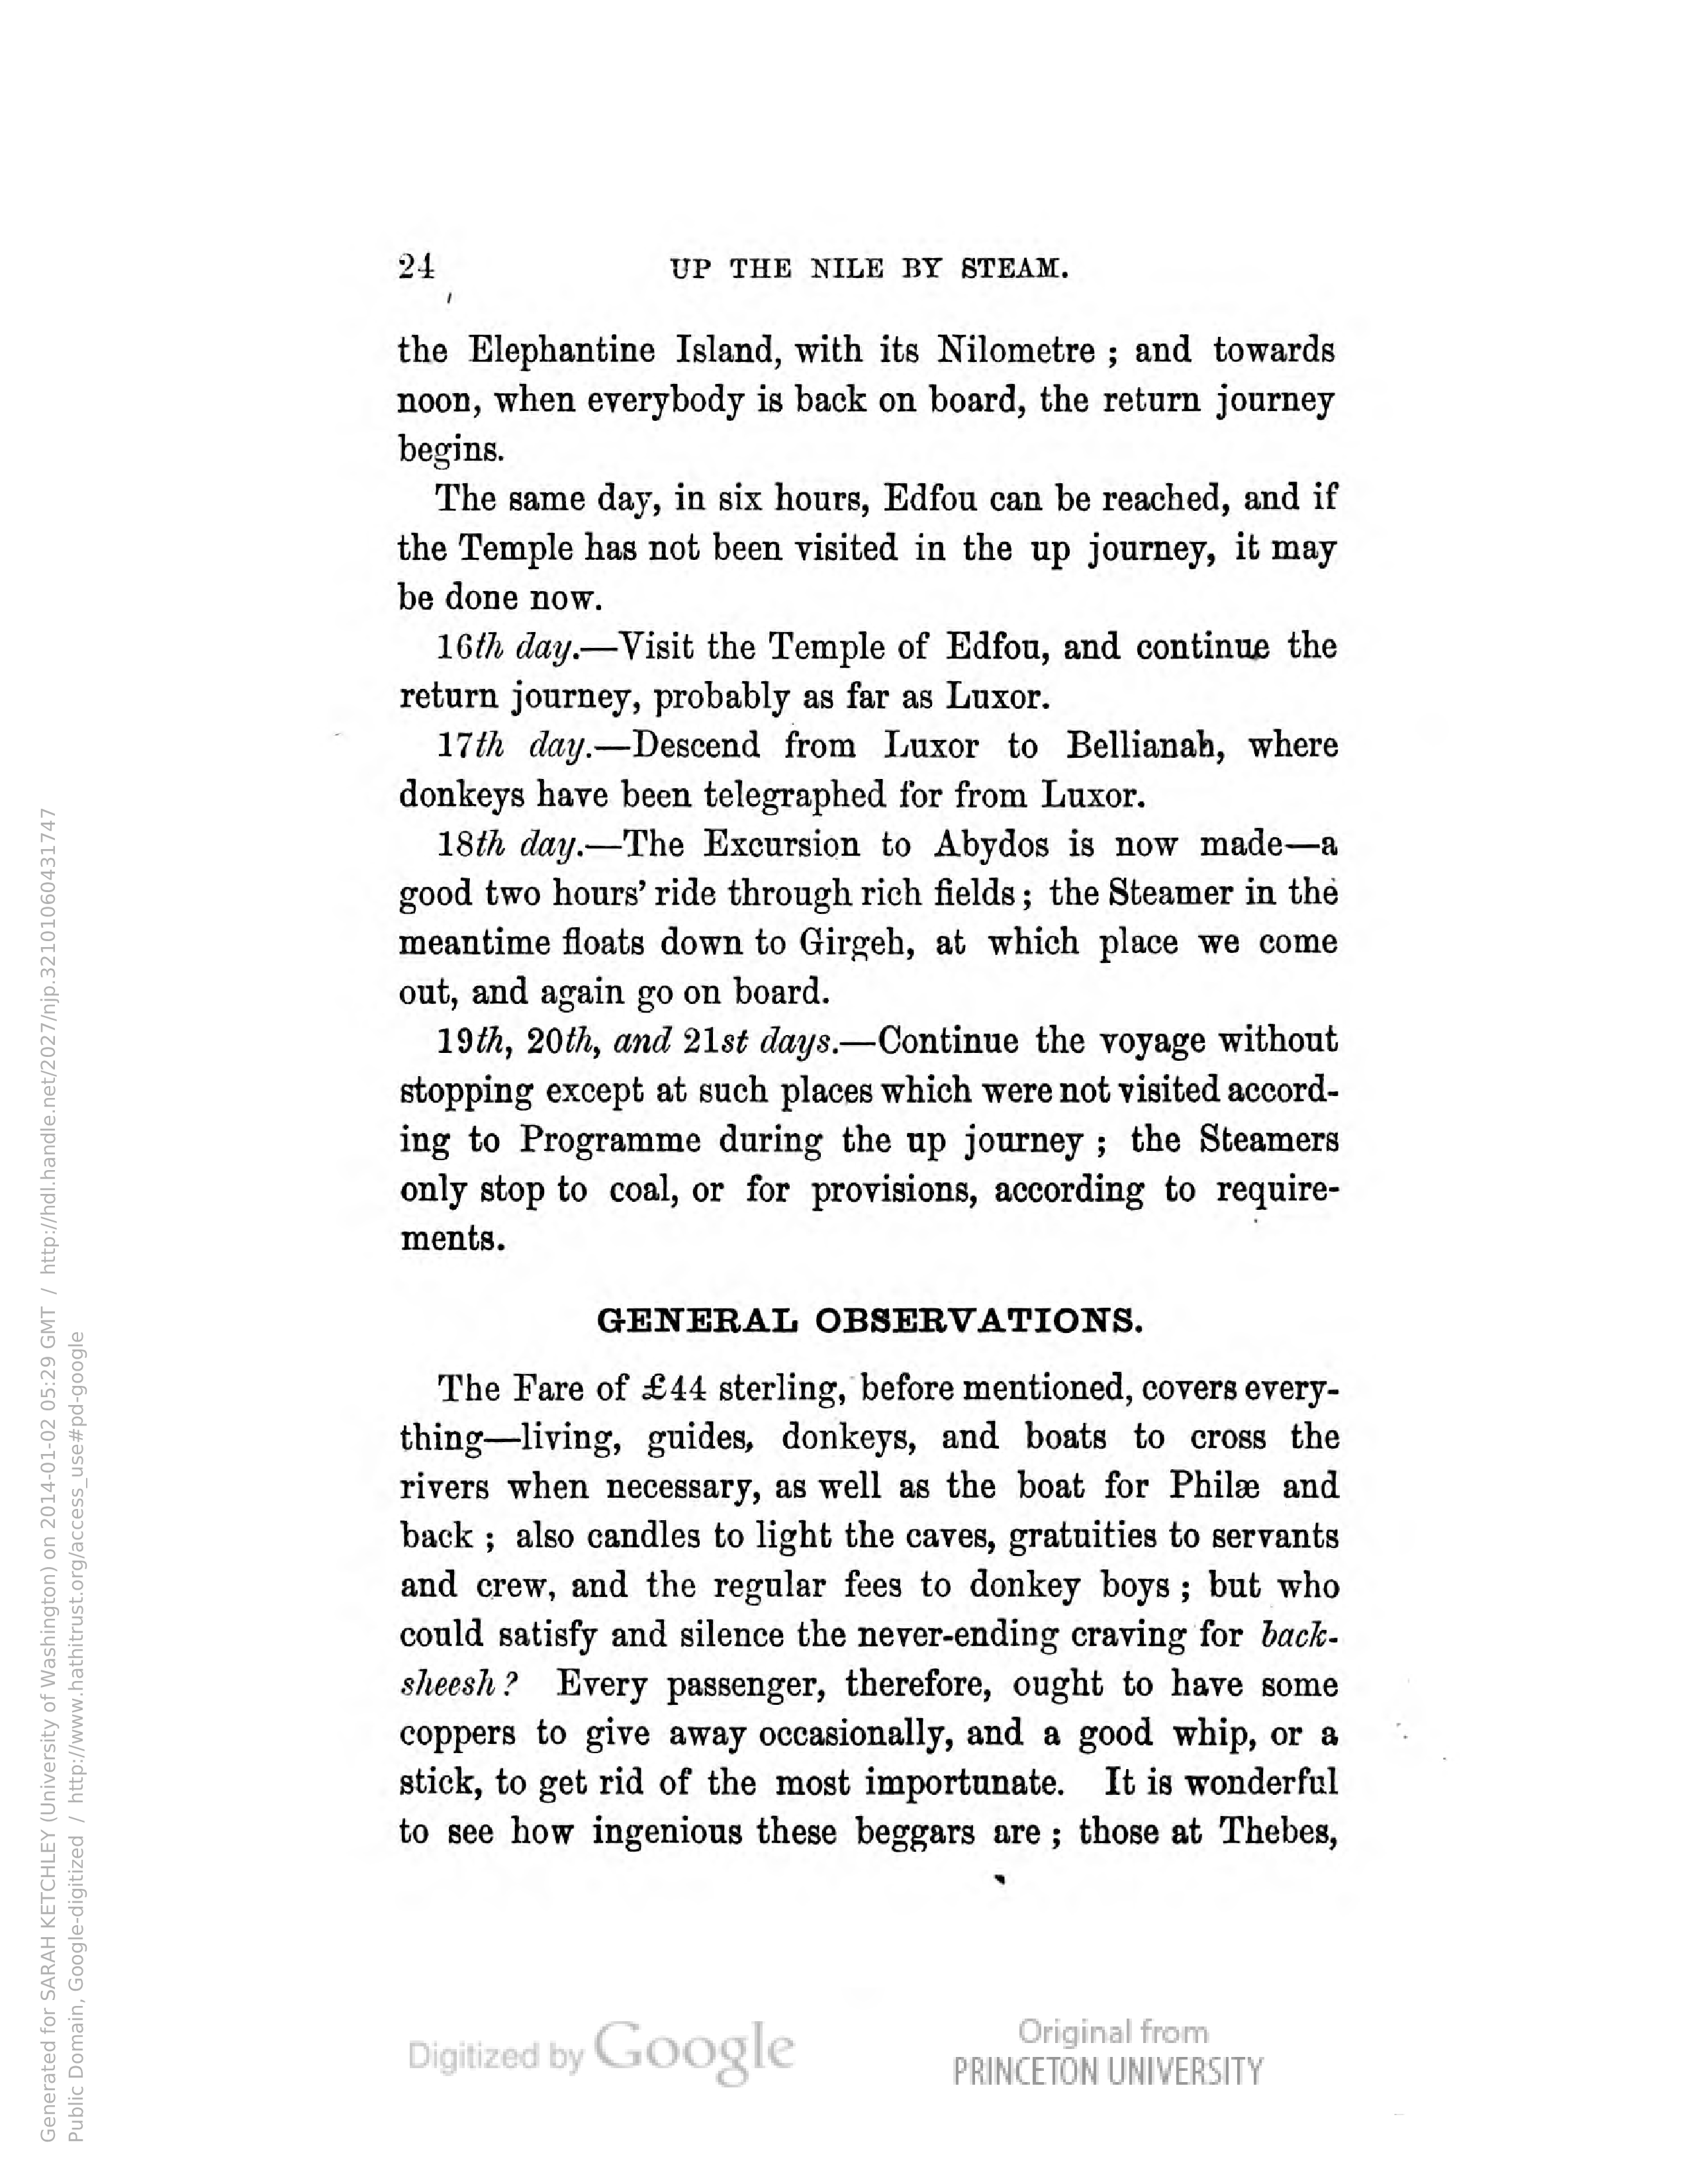 24 UP THE NILE BY STEAM.
the Elephantine Island, with its Nilometre ; and towards
noon, when everybody is back on board, the return journey
begins.
The same day, in six hours, Edfou can be reached, and if
the Temple has not been visited in the up journey, it may
be done now.
16th day.—Visit the Temple of Edfou, and continue the
return journey, probably as far as Luxor.
17th day.—Descend from Luxor to Bellianah, where
donkeys have been telegraphed for from Luxor.
18th day.—The Excursion to Abydos is now made—a
good two hours’ ride through rich fields ; the Steamer in the
meantime floats down to Girgeh, at which place we come
out, and again go on board.
19th, 20th, and 21st days.—Continue the voyage without
stopping except at such places which were not visited accord-
ing to Programme during the up journey ; the Steamers
only stop to coal, or for provisions, according to require-
ments.
GENERAL OBSERVATIONS.
The Fare of £44 sterling, before mentioned, covers every-
thing—living, guides, donkeys, and boats to cross the
rivers when necessary, as well as the boat for Philæ and
back ; also candles to light the caves, gratuities to servants
and crew, and the regular fees to donkey boys ; but who
could satisfy and silence the never-ending craving for back-
sheesh ? Every passenger, therefore, ought to have some
coppers to give away occasionally, and a good whip, or a
stick, to get rid of the most importunate. It is wonderful
to see how ingenious these beggars are ; those at Thebes,
Digitized by Google
Original from
PRINCETON UNIVERSITY
Generated for SARAH KETCHLEY (University of Washington) on 2014-01-02 05:29 GMT / http://hdl.handle.net/2027/njp.32101060431747
Public Domain, Google-digitized / http://www.hathitrust.org/access_use#pd-google